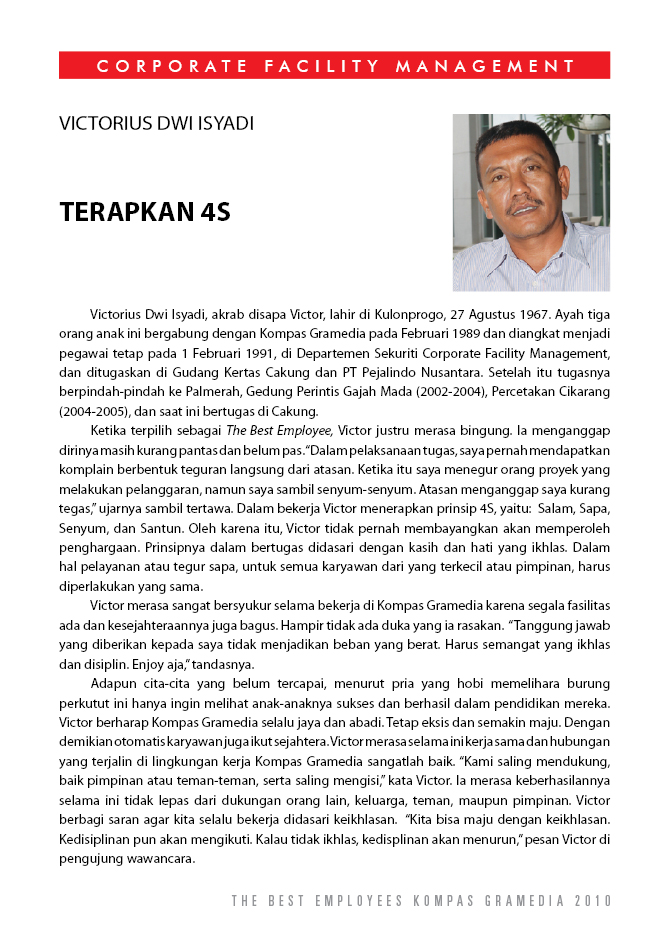 CORPORATE FACILITY MANAGEMENT
VICTORIUS DWI ISYADI
TERAPKAN 4S
Victorius Dwi Isyadi, akrab disapa Victor, lahir di Kulonprogo, 27 Agustus 1967. Ayah tiga
orang anak ini bergabung dengan Kompas Gramedia pada Februari 1989 dan diangkat menjadi
pegawai tetap pada 1 Februari 1991, di Departemen Sekuriti Corporate Facility Management,
dan ditugaskan di Gudang Kertas Cakung dan PT Pejalindo Nusantara. Setelah itu tugasnya
berpindah-pindah ke Palmerah, Gedung Perintis Gajah Mada (2002-2004), Percetakan Cikarang
(2004-2005), dan saat ini bertugas di Cakung.
Ketika terpilih sebagai The Best Employee, Victor justru merasa bingung. Ia menganggap
dirinya masih kurang pantas dan belum pas. “Dalam pelaksanaan tugas, saya pernah mendapatkan
komplain berbentuk teguran langsung dari atasan. Ketika itu saya menegur orang proyek yang
melakukan pelanggaran, namun saya sambil senyum-senyum. Atasan menganggap saya kurang
tegas,” ujarnya sambil tertawa. Dalam bekerja Victor menerapkan prinsip 4S, yaitu: Salam, Sapa,
Senyum, dan Santun. Oleh karena itu, Victor tidak pernah membayangkan akan memperoleh
penghargaan. Prinsipnya dalam bertugas didasari dengan kasih dan hati yang ikhlas. Dalam
hal pelayanan atau tegur sapa, untuk semua karyawan dari yang terkecil atau pimpinan, harus
diperlakukan yang sama.
Victor merasa sangat bersyukur selama bekerja di Kompas Gramedia karena segala fasilitas
ada dan kesejahteraannya juga bagus. Hampir tidak ada duka yang ia rasakan. “Tanggung jawab
yang diberikan kepada saya tidak menjadikan beban yang berat. Harus semangat yang ikhlas
dan disiplin. Enjoy aja,” tandasnya.
Adapun cita-cita yang belum tercapai, menurut pria yang hobi memelihara burung
perkutut ini hanya ingin melihat anak-anaknya sukses dan berhasil dalam pendidikan mereka.
Victor berharap Kompas Gramedia selalu jaya dan abadi. Tetap eksis dan semakin maju. Dengan
demikian otomatis karyawan juga ikut sejahtera. Victor merasa selama ini kerja sama dan hubungan
yang terjalin di lingkungan kerja Kompas Gramedia sangatlah baik. “Kami saling mendukung,
baik pimpinan atau teman-teman, serta saling mengisi,” kata Victor. Ia merasa keberhasilannya
selama ini tidak lepas dari dukungan orang lain, keluarga, teman, maupun pimpinan. Victor
berbagi saran agar kita selalu bekerja didasari keikhlasan. “Kita bisa maju dengan keikhlasan.
Kedisiplinan pun akan mengikuti. Kalau tidak ikhlas, kedisplinan akan menurun,” pesan Victor di
pengujung wawancara.
THE BEST EMPLOYEES KOMPAS GRAMEDIA 2010